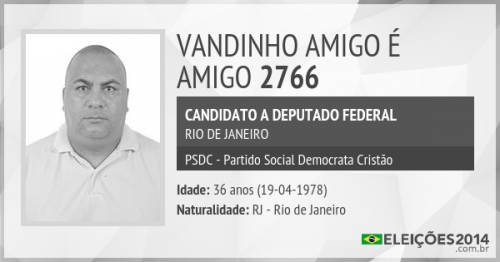 VANDINHO AMIGO É
AMIGO 2766
CANDIDATO A DEPUTADO FEDERAL
RIO DE JANEIRO
PSDC - Partido Social Democrata Cristão
Idade: 36 anos (19-04-1978)
Naturalidade: RJ - Rio de Janeiro
ELEIÇÕES2014
.com.br